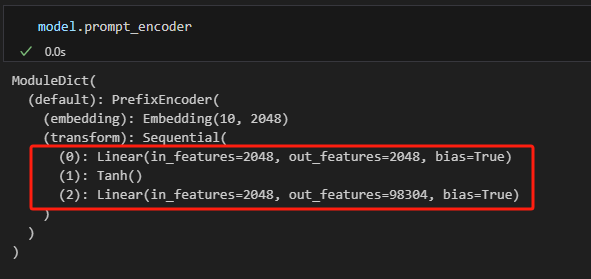 model.prompt_encoder
0.0s
ModuleDict(
(default): PrefixEncoder(
(embedding): Embedding(10, 2048)
(transform): Sequential(
(0): Linear(in_features=2048, out_features=2048, bias=True)
(1): Tanh()
(2): Linear(in_features=2048, out_features=98304, bias=True)
)
)
)